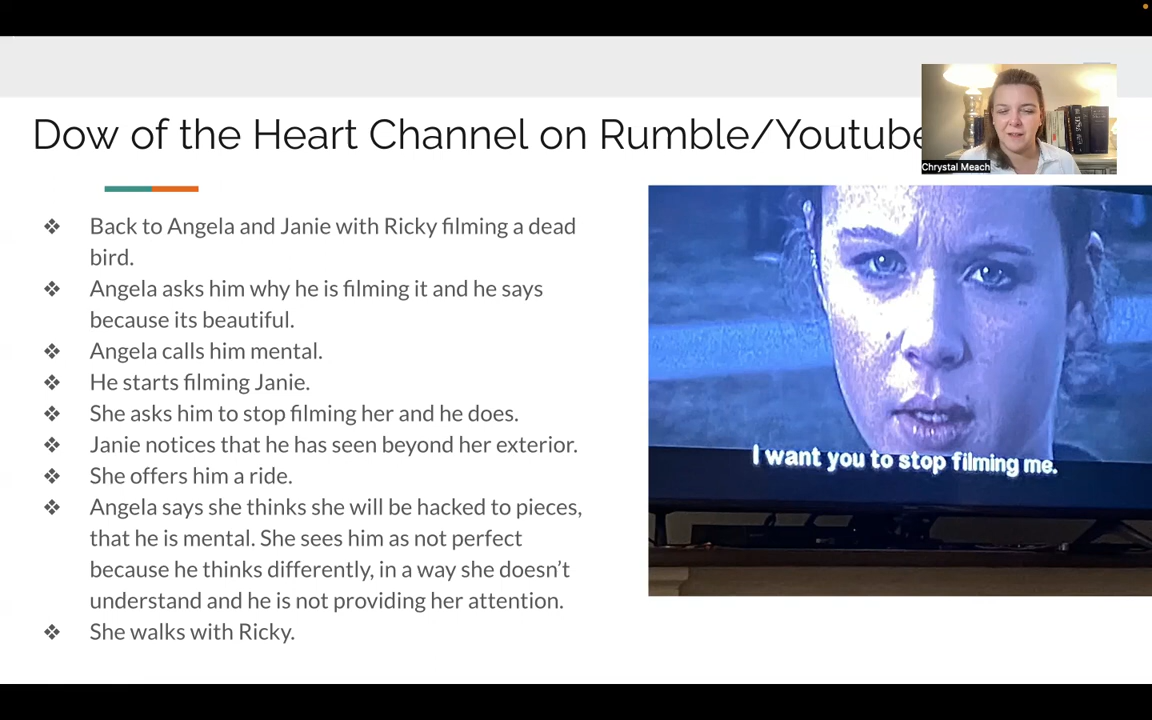 Dow of the Heart Channel on Rumble/Youtube
Chrystal Meach
Back to Angela and Janie with Ricky filming a dead
bird.
Angela asks him why he is filming it and he says
because its beautiful.
Angela calls him mental.
He starts filming Janie.
She asks him to stop filming her and he does.
Janie notices that he has seen beyond her exterior.
She offers him a ride.
Angela says she thinks she will be hacked to pieces,
that he is mental. She sees him as not perfect
because he thinks differently, in a way she doesn’t
understand and he is not providing her attention.
She walks with Ricky.
I want you to stop filming me.